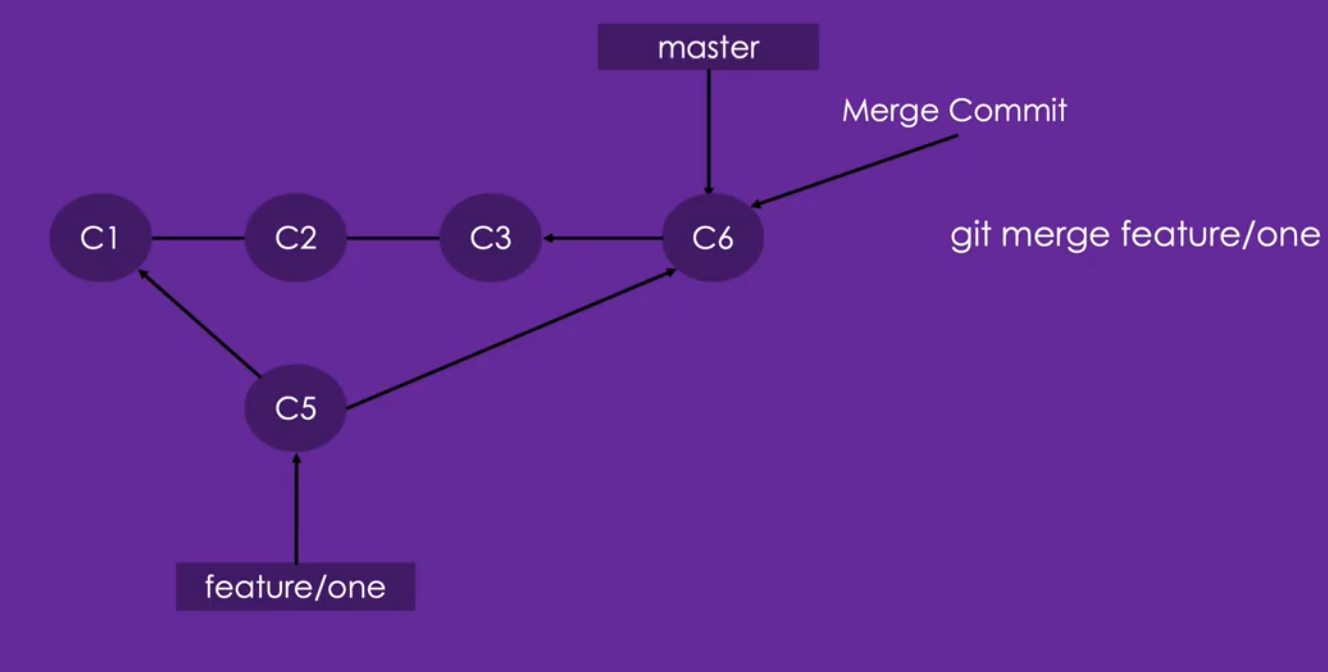 master
Merge Commit
C1
C2
C3
C6
git merge feature/one
C5
feature/one